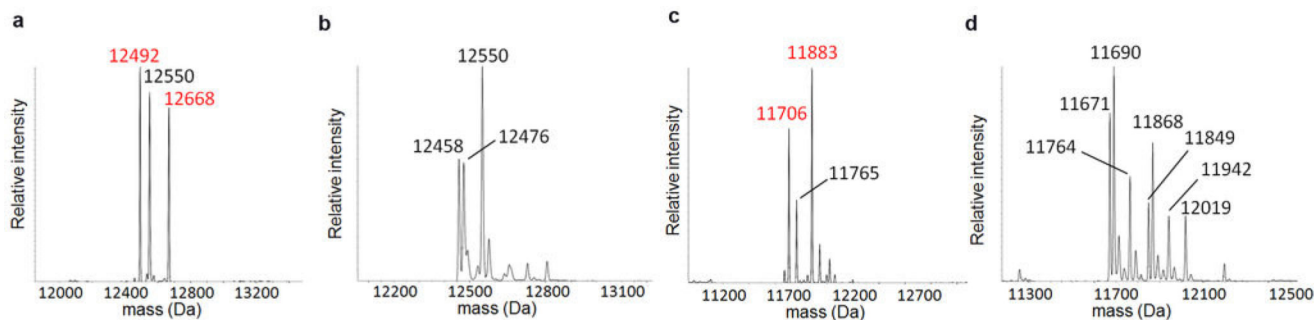 a
Relative intensity
12492
12550
12668
12000 12400 12800 13200
mass (Da)
b
Relative intensity
12550
12458
12476
12200 12500 12800 13100
mass (Da)
c
Relative intensity
11883
11706
11765
11200 11700 12200 12700
mass (Da)
d
Relative intensity
11690
11671
11868
11764
11849
11942
12019
11300 11700 12100 12500
mass (Da)